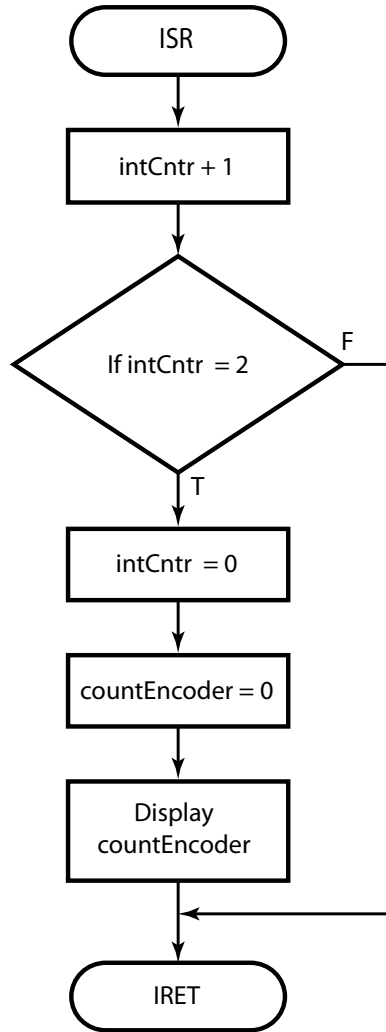 ISR
intCntr + 1
If intCntr = 2
F
T
intCntr = 0
countEncoder = 0
Display
countEncoder
IRET